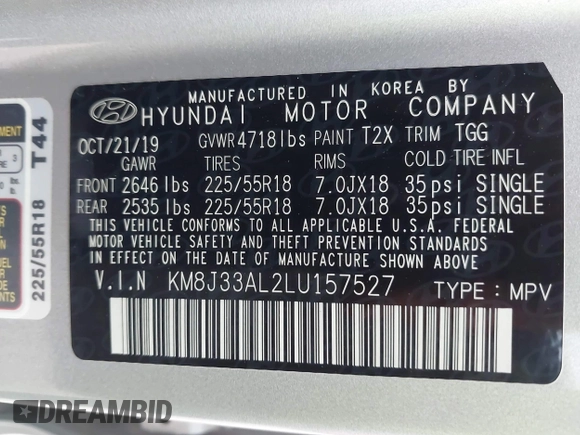 MANUFACTURED IN KOREA BY
HYUNDAI MOTOR COMPANY
OCT/21/19 GVWR 4718lbs PAINT T2X TRIM TGG
GAWR TIRES RIMS COLD TIRE INFL
FRONT 2646 lbs 225/55R18 7.0JX18 35psi SINGLE
REAR 2535 lbs 225/55R18 7.0JX18 35psi SINGLE
THIS VEHICLE CONFORMS TO ALL APPLICABLE U.S.A. FEDERAL
MOTOR VEHICLE SAFETY AND THEFT PREVENTION STANDARDS
IN EFFECT ON THE DATE OF MANUFACTURE SHOWN ABOVE.
V.I.N KM8J33AL2LU157527 TYPE : MPV
225/55R18 T44
DREAMBID